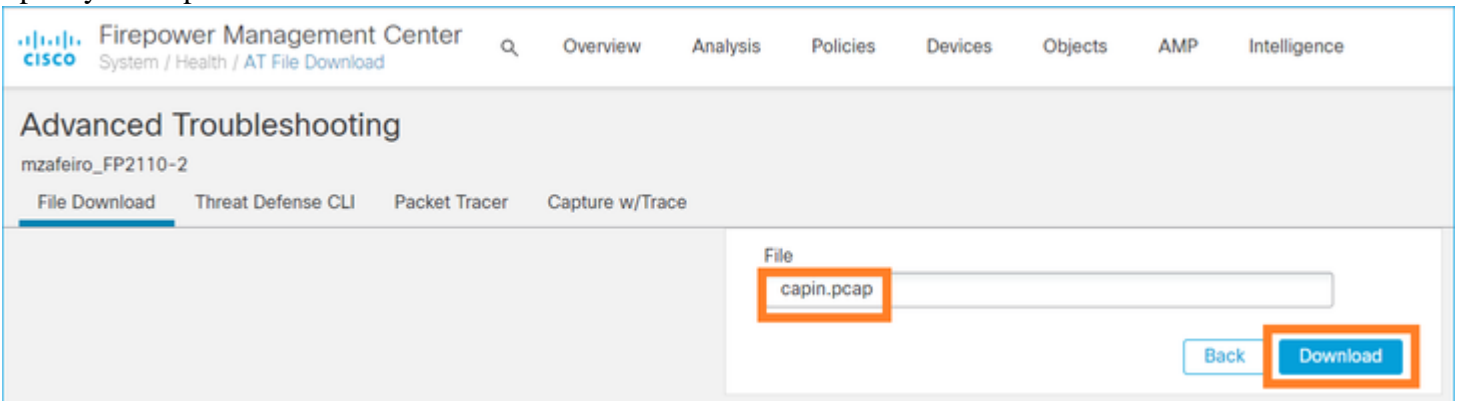 Firepower Management Center
CISCO
System / Health / AT File Download
Overview
Analysis
Policies
Devices
Objects
AMP
Intelligence
Advanced Troubleshooting
mzafeiro_FP2110-2
File Download
Threat Defense CLI
Packet Tracer
Capture w/Trace
File
capin.pcap
Back
Download